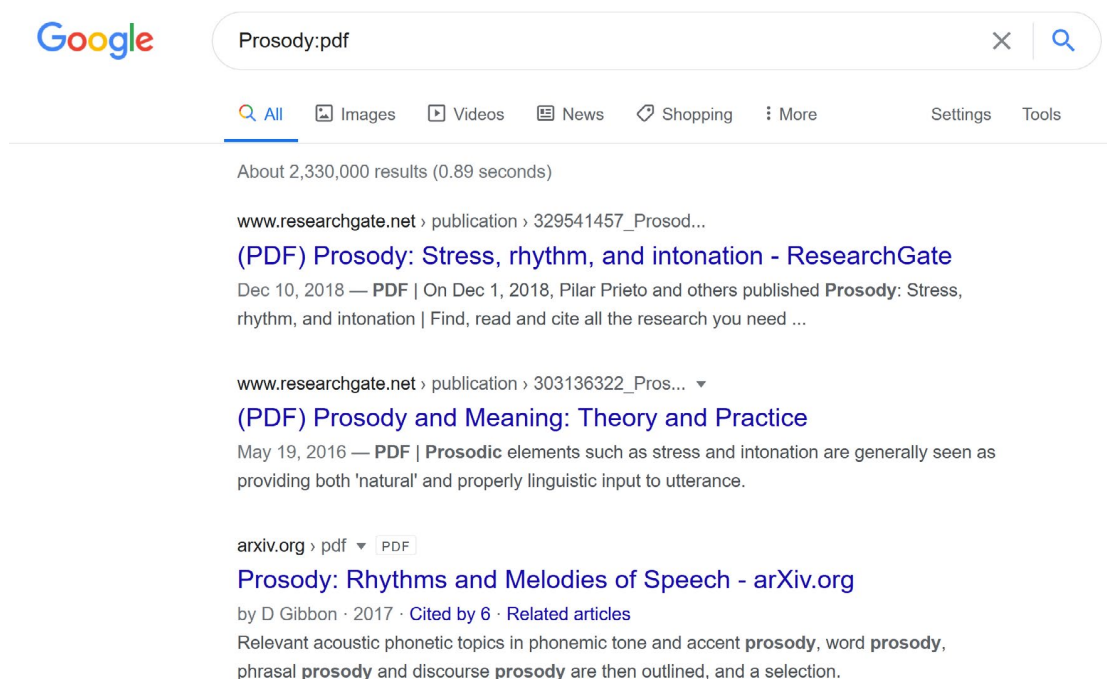 Google
Prosody:pdf
All Images Videos News Shopping More Settings Tools
About 2,330,000 results (0.89 seconds)
www.researchgate.net › publication › 329541457_Prosod...
(PDF) Prosody: Stress, rhythm, and intonation - ResearchGate
Dec 10, 2018 — PDF | On Dec 1, 2018, Pilar Prieto and others published Prosody: Stress,
rhythm, and intonation | Find, read and cite all the research you need ...
www.researchgate.net › publication › 303136322_Pros...
(PDF) Prosody and Meaning: Theory and Practice
May 19, 2016 — PDF | Prosodic elements such as stress and intonation are generally seen as
providing both 'natural' and properly linguistic input to utterance.
arxiv.org › pdf PDF
Prosody: Rhythms and Melodies of Speech - arXiv.org
by D Gibbon · 2017 · Cited by 6 · Related articles
Relevant acoustic phonetic topics in phonemic tone and accent prosody, word prosody,
phrasal prosody and discourse prosody are then outlined, and a selection.